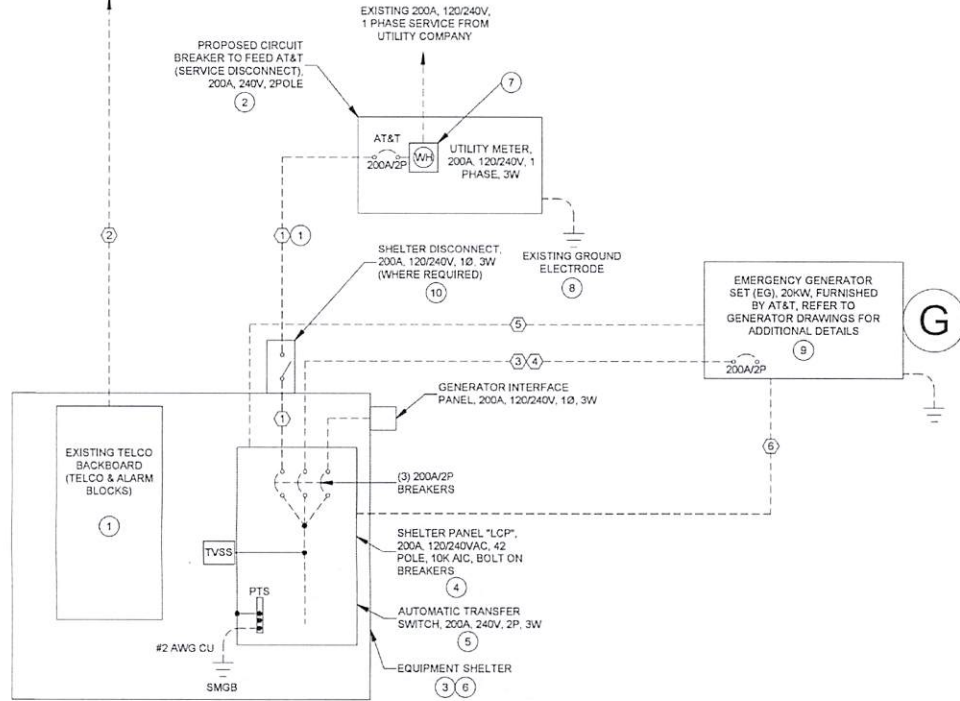 EXISTING 200A, 120/240V,
1 PHASE SERVICE FROM
UTILITY COMPANY
PROPOSED CIRCUIT
BREAKER TO FEED AT&T
(SERVICE DISCONNECT),
200A, 240V, 2POLE
2
7
AT&T
200A/2P
WH
UTILITY METER,
200A, 120/240V, 1
PHASE, 3W
2
1 1
SHELTER DISCONNECT,
200A, 120/240V, 1Ø, 3W
(WHERE REQUIRED)
10
EXISTING GROUND
ELECTRODE
8
EMERGENCY GENERATOR
SET (EG), 20KW, FURNISHED
BY AT&T, REFER TO
GENERATOR DRAWINGS FOR
ADDITIONAL DETAILS
9
G
200A/2P
5
3 4
GENERATOR INTERFACE
PANEL, 200A, 120/240V, 1Ø, 3W
1
6
EXISTING TELCO
BACKBOARD
(TELCO & ALARM
BLOCKS)
1
(3) 200A/2P
BREAKERS
SHELTER PANEL "LCP",
200A, 120/240VAC, 42
POLE, 10K AIC, BOLT ON
BREAKERS
4
TVSS
PTS
AUTOMATIC TRANSFER
SWITCH, 200A, 240V, 2P, 3W
5
#2 AWG CU
SMGB
EQUIPMENT SHELTER
3 6